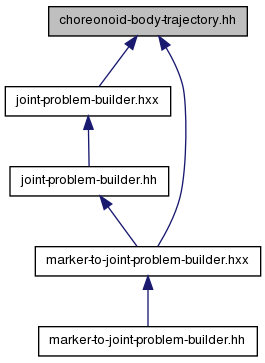 choreonoid-body-trajectory.hh
joint-problem-builder.hxx
joint-problem-builder.hh
marker-to-joint-problem-builder.hxx
marker-to-joint-problem-builder.hh